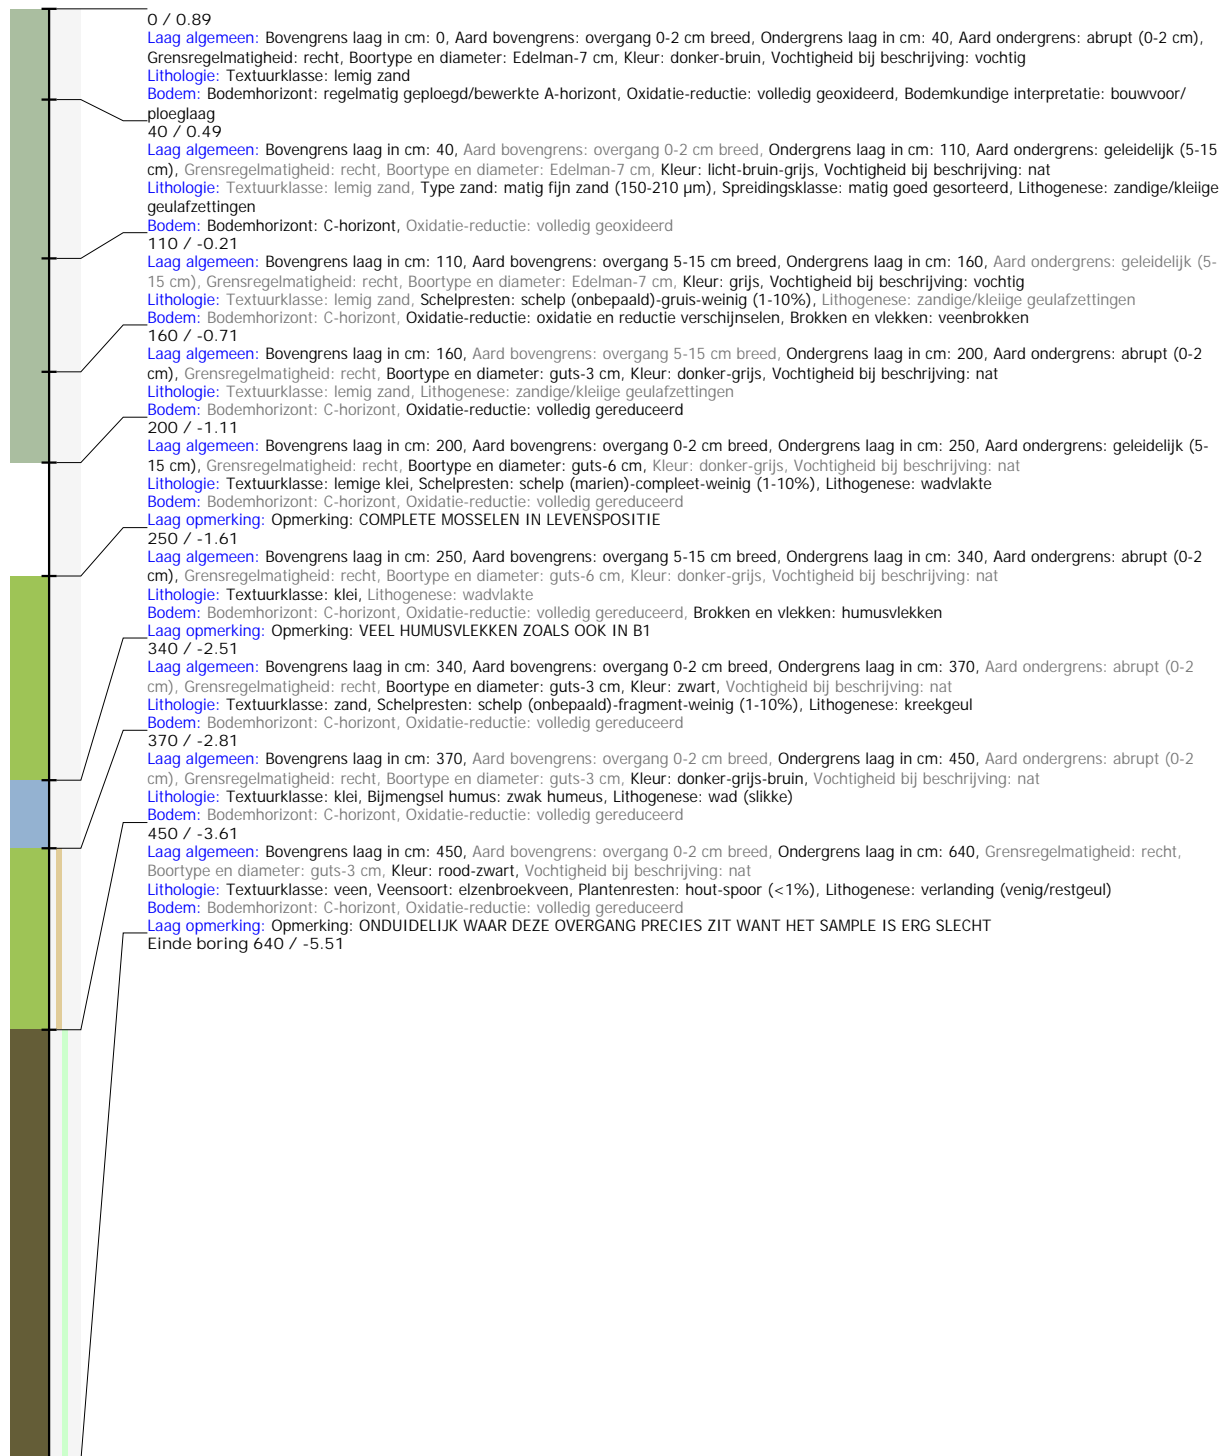 0 / 0.89
Laag algemeen: Bovengrens laag in cm: 0, Aard bovengrens: overgang 0-2 cm breed, Ondergrens laag in cm: 40, Aard ondergrens: abrupt (0-2 cm),
Grensregelmatigheid: recht, Boortype en diameter: Edelman-7 cm, Kleur: donker-bruin, Vochtigheid bij beschrijving: vochtig
Lithologie: Textuurklasse: lemig zand
Bodem: Bodemhorizont: regelmatig geploegd/bewerkte A-horizont, Oxidatie-reductie: volledig geoxideerd, Bodemkundige interpretatie: bouwvoor/
ploeglaag
40 / 0.49
Laag algemeen: Bovengrens laag in cm: 40, Aard bovengrens: overgang 0-2 cm breed, Ondergrens laag in cm: 110, Aard ondergrens: geleidelijk (5-15
cm), Grensregelmatigheid: recht, Boortype en diameter: Edelman-7 cm, Kleur: licht-bruin-grijs, Vochtigheid bij beschrijving: nat
Lithologie: Textuurklasse: lemig zand, Type zand: matig fijn zand (150-210 µm), Spreidingsklasse: matig goed gesorteerd, Lithogenese: zandige/kleiige
geulafzettingen
Bodem: Bodemhorizont: C-horizont, Oxidatie-reductie: volledig geoxideerd
110 / -0.21
Laag algemeen: Bovengrens laag in cm: 110, Aard bovengrens: overgang 5-15 cm breed, Ondergrens laag in cm: 160, Aard ondergrens: geleidelijk (5-
15 cm), Grensregelmatigheid: recht, Boortype en diameter: Edelman-7 cm, Kleur: grijs, Vochtigheid bij beschrijving: vochtig
Lithologie: Textuurklasse: lemig zand, Schelpresten: schelp (onbepaald)-gruis-weinig (1-10%), Lithogenese: zandige/kleiige geulafzettingen
Bodem: Bodemhorizont: C-horizont, Oxidatie-reductie: oxidatie en reductie verschijnselen, Brokken en vlekken: veenbrokken
160 / -0.71
Laag algemeen: Bovengrens laag in cm: 160, Aard bovengrens: overgang 5-15 cm breed, Ondergrens laag in cm: 200, Aard ondergrens: abrupt (0-2
cm), Grensregelmatigheid: recht, Boortype en diameter: guts-3 cm, Kleur: donker-grijs, Vochtigheid bij beschrijving: nat
Lithologie: Textuurklasse: lemig zand, Lithogenese: zandige/kleiige geulafzettingen
Bodem: Bodemhorizont: C-horizont, Oxidatie-reductie: volledig gereduceerd
200 / -1.11
Laag algemeen: Bovengrens laag in cm: 200, Aard bovengrens: overgang 0-2 cm breed, Ondergrens laag in cm: 250, Aard ondergrens: geleidelijk (5-
15 cm), Grensregelmatigheid: recht, Boortype en diameter: guts-6 cm, Kleur: donker-grijs, Vochtigheid bij beschrijving: nat
Lithologie: Textuurklasse: lemige klei, Schelpresten: schelp (marien)-compleet-weinig (1-10%), Lithogenese: wadvlakte
Bodem: Bodemhorizont: C-horizont, Oxidatie-reductie: volledig gereduceerd
Laag opmerking: Opmerking: COMPLETE MOSSELEN IN LEVENSPOSITIE
250 / -1.61
Laag algemeen: Bovengrens laag in cm: 250, Aard bovengrens: overgang 5-15 cm breed, Ondergrens laag in cm: 340, Aard ondergrens: abrupt (0-2
cm), Grensregelmatigheid: recht, Boortype en diameter: guts-6 cm, Kleur: donker-grijs, Vochtigheid bij beschrijving: nat
Lithologie: Textuurklasse: klei, Lithogenese: wadvlakte
Bodem: Bodemhorizont: C-horizont, Oxidatie-reductie: volledig gereduceerd, Brokken en vlekken: humusvlekken
Laag opmerking: Opmerking: VEEL HUMUSVLEKKEN ZOALS OOK IN B1
340 / -2.51
Laag algemeen: Bovengrens laag in cm: 340, Aard bovengrens: overgang 0-2 cm breed, Ondergrens laag in cm: 370, Aard ondergrens: abrupt (0-2
cm), Grensregelmatigheid: recht, Boortype en diameter: guts-3 cm, Kleur: zwart, Vochtigheid bij beschrijving: nat
Lithologie: Textuurklasse: zand, Schelpresten: schelp (onbepaald)-fragment-weinig (1-10%), Lithogenese: kreekgeul
Bodem: Bodemhorizont: C-horizont, Oxidatie-reductie: volledig gereduceerd
370 / -2.81
Laag algemeen: Bovengrens laag in cm: 370, Aard bovengrens: overgang 0-2 cm breed, Ondergrens laag in cm: 450, Aard ondergrens: abrupt (0-2
cm), Grensregelmatigheid: recht, Boortype en diameter: guts-3 cm, Kleur: donker-grijs-bruin, Vochtigheid bij beschrijving: nat
Lithologie: Textuurklasse: klei, Bijmengsel humus: zwak humeus, Lithogenese: wad (slikke)
Bodem: Bodemhorizont: C-horizont, Oxidatie-reductie: volledig gereduceerd
450 / -3.61
Laag algemeen: Bovengrens laag in cm: 450, Aard bovengrens: overgang 0-2 cm breed, Ondergrens laag in cm: 640, Grensregelmatigheid: recht,
Boortype en diameter: guts-3 cm, Kleur: rood-zwart, Vochtigheid bij beschrijving: nat
Lithologie: Textuurklasse: veen, Veensoort: elzenbroekveen, Plantenresten: hout-spoor (<1%), Lithogenese: verlanding (venig/restgeul)
Bodem: Bodemhorizont: C-horizont, Oxidatie-reductie: volledig gereduceerd
Laag opmerking: Opmerking: ONDUIDELIJK WAAR DEZE OVERGANG PRECIES ZIT WANT HET SAMPLE IS ERG SLECHT
Einde boring 640 / -5.51